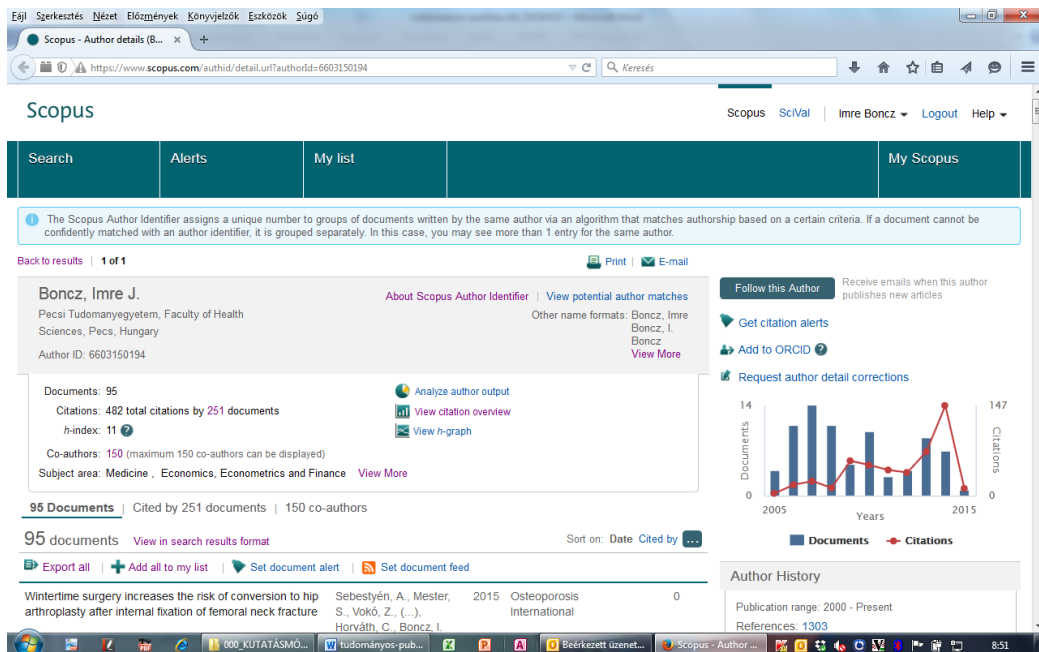 Fájl Szerkesztés Nézet Előzmények Könyvjelzők Eszközök Súgó
Scopus - Author details (B... × +
https://www.scopus.com/authid/detail.url?authorId=6603150194
Keresés
Scopus
Scopus SciVal Imre Boncz Logout Help
Search Alerts My list My Scopus
The Scopus Author Identifier assigns a unique number to groups of documents written by the same author via an algorithm that matches authorship based on a certain criteria. If a document cannot be
confidently matched with an author identifier, it is grouped separately. In this case, you may see more than 1 entry for the same author.
Back to results | 1 of 1
Print | E-mail
Boncz, Imre J.
Pecsi Tudomanyegyetem, Faculty of Health
Sciences, Pecs, Hungary
Author ID: 6603150194
About Scopus Author Identifier | View potential author matches
Other name formats: Boncz, Imre
Boncz, I.
Boncz
View More
Documents: 95
Citations: 482 total citations by 251 documents
h-index: 11
Co-authors: 150 (maximum 150 co-authors can be displayed)
Subject area: Medicine , Economics, Econometrics and Finance View More
Analyze author output
View citation overview
View h-graph
95 Documents | Cited by 251 documents | 150 co-authors
95 documents View in search results format
Sort on: Date Cited by ...
Export all | Add all to my list | Set document alert | Set document feed
Wintertime surgery increases the risk of conversion to hip
arthroplasty after internal fixation of femoral neck fracture
Sebestyén, A., Mester,
S., Vokó, Z., (...),
Horváth, C., Boncz, I.
2015
Osteoporosis
International
0
Follow this Author
Receive emails when this author
publishes new articles
Get citation alerts
Add to ORCID
Request author detail corrections
14
147
Documents
Citations
0
0
2005
2015
Years
Documents Citations
Author History
Publication range: 2000 - Present
References: 1303
000_KUTATÁSMÓ...
tudományos-pub...
Beérkezett üzenet...
Scopus - Author ...
8:51